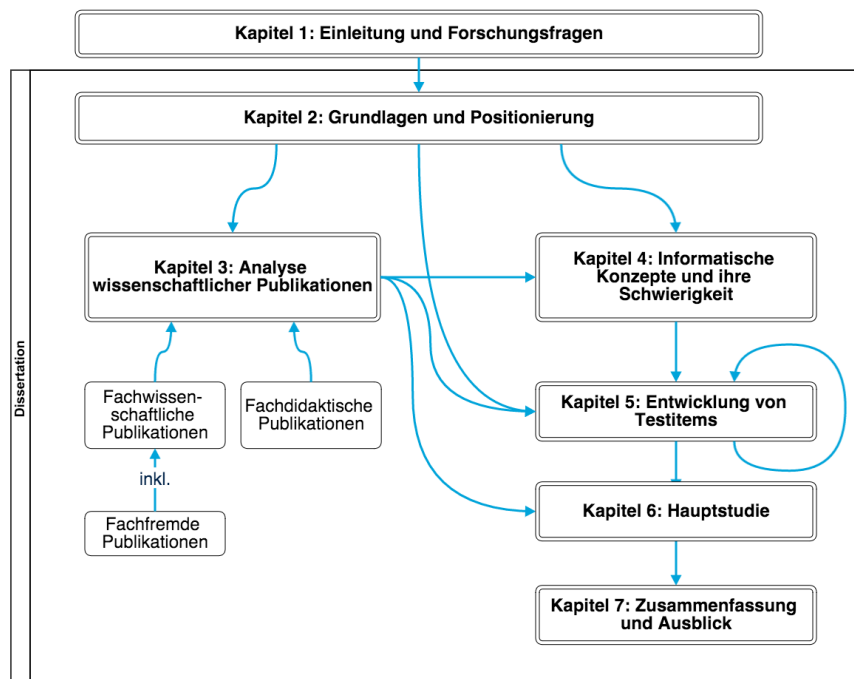 Kapitel 1: Einleitung und Forschungsfragen
Dissertation
Kapitel 2: Grundlagen und Positionierung
Kapitel 3: Analyse
wissenschaftlicher Publikationen
Kapitel 4: Informatische
Konzepte und ihre
Schwierigkeit
Fachwissen-
schaftliche
Publikationen
Fachdidaktische
Publikationen
Kapitel 5: Entwicklung von
Testitems
inkl.
Fachfremde
Publikationen
Kapitel 6: Hauptstudie
Kapitel 7: Zusammenfassung
und Ausblick